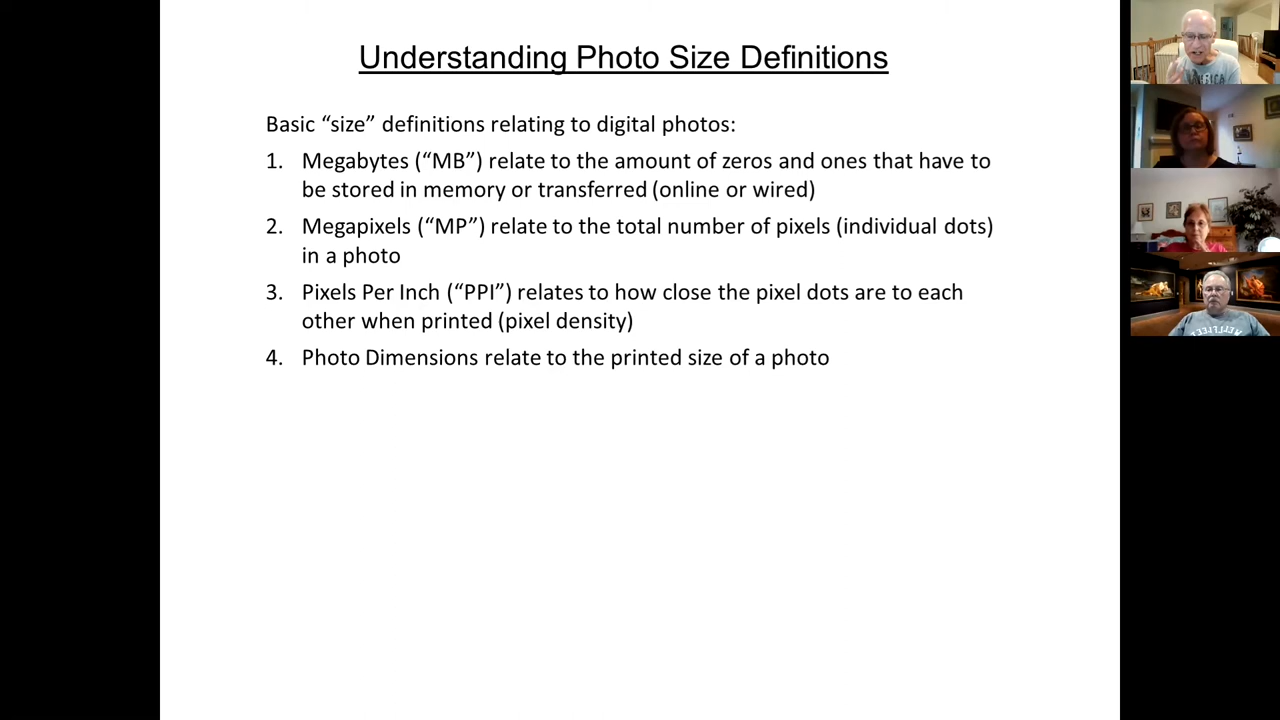 Understanding Photo Size Definitions
Basic “size” definitions relating to digital photos:
1. Megabytes (“MB”) relate to the amount of zeros and ones that have to
be stored in memory or transferred (online or wired)
2. Megapixels (“MP”) relate to the total number of pixels (individual dots)
in a photo
3. Pixels Per Inch (“PPI”) relates to how close the pixel dots are to each
other when printed (pixel density)
4. Photo Dimensions relate to the printed size of a photo